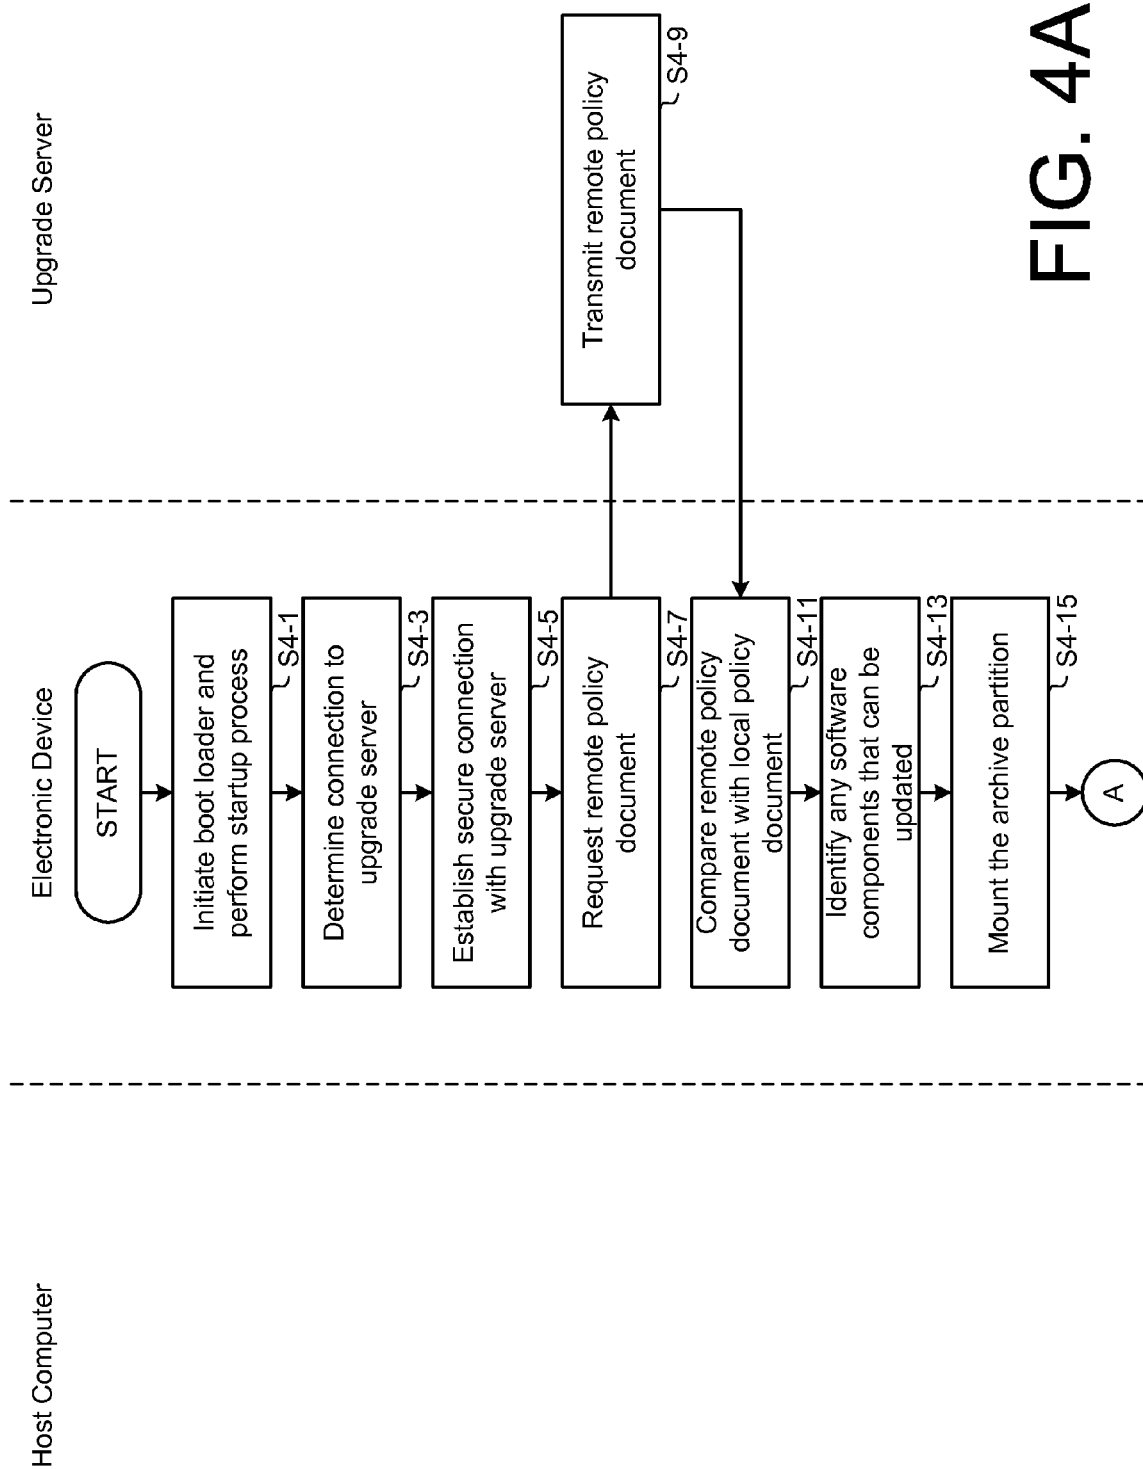 Host Computer
Electronic Device
Upgrade Server
START
Initiate boot loader and
perform startup process
S4-1
Determine connection to
upgrade server
S4-3
Establish secure connection
with upgrade server
S4-5
Request remote policy
document
S4-7
Transmit remote policy
document
S4-9
Compare remote policy
document with local policy
document
S4-11
Identify any software
components that can be
updated
S4-13
Mount the archive partition
S4-15
A
FIG. 4A